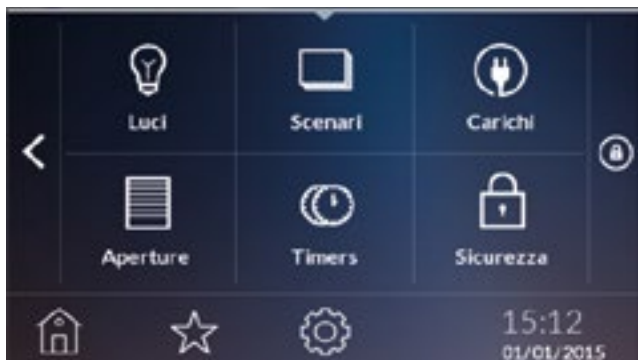 Luci
Scenari
Carichi
Aperture
Timers
Sicurezza
15:12
01/01/2015